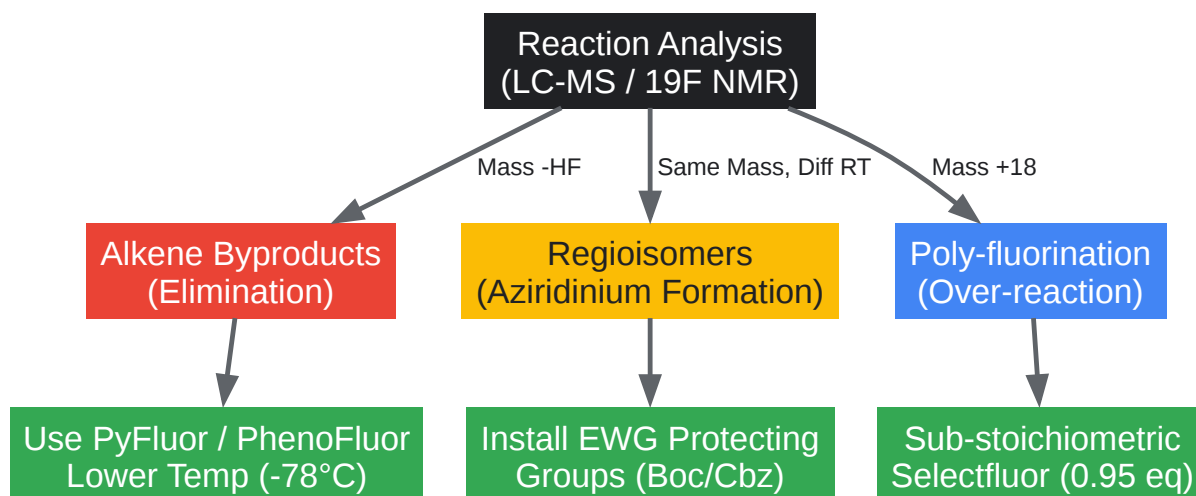 Reaction Analysis
(LC-MS / 19F NMR)
Mass -HF
Same Mass, Diff RT
Mass +18
Alkene Byproducts
(Elimination)
Regioisomers
(Aziridinium Formation)
Poly-fluorination
(Over-reaction)
Use PyFluor / PhenoFluor
Lower Temp (-78°C)
Install EWG Protecting
Groups (Boc/Cbz)
Sub-stoichiometric
Selectfluor (0.95 eq)